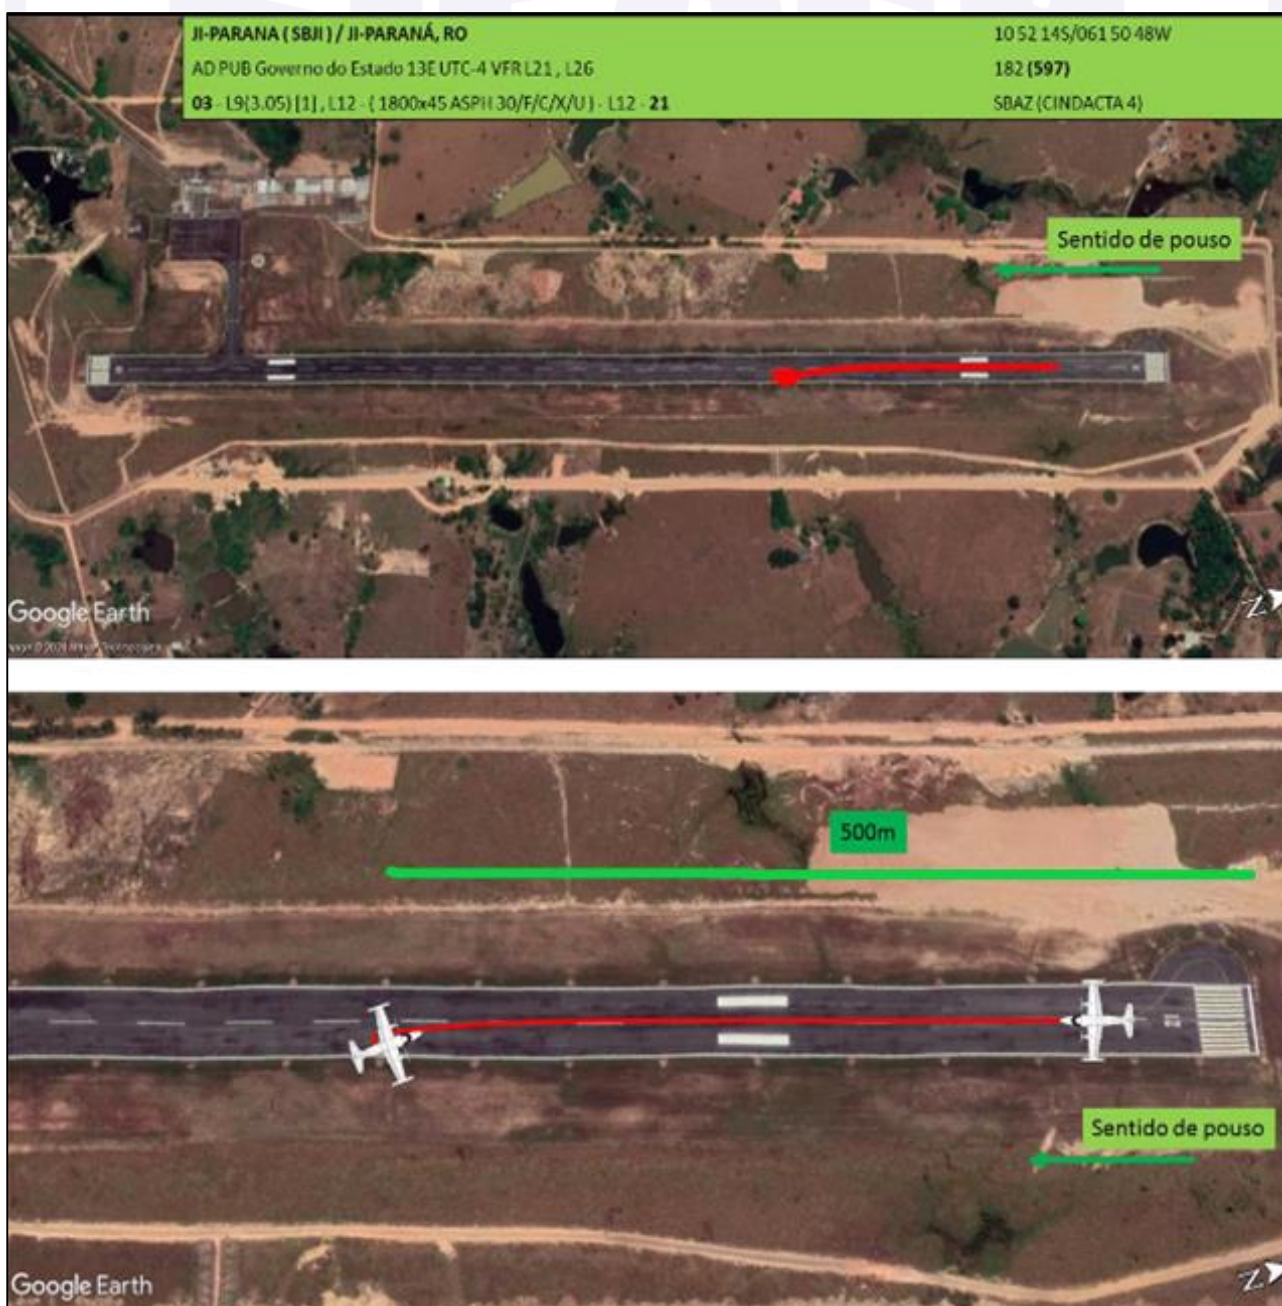 JI-PARANA ( SBJI ) / JI-PARANÁ, RO
10 52 14S/061 50 48W
AD PUB Governo do Estado 13E UTC-4 VFR L21 , L26
182 (597)
03 - L9(3.05) [1] , L12 - ( 1800x45 ASPH 30/F/C/X/U ) - L12 - 21
SBAZ (CINDACTA 4)
Sentido de pouso
Google Earth
N
500m
Sentido de pouso
Google Earth
N